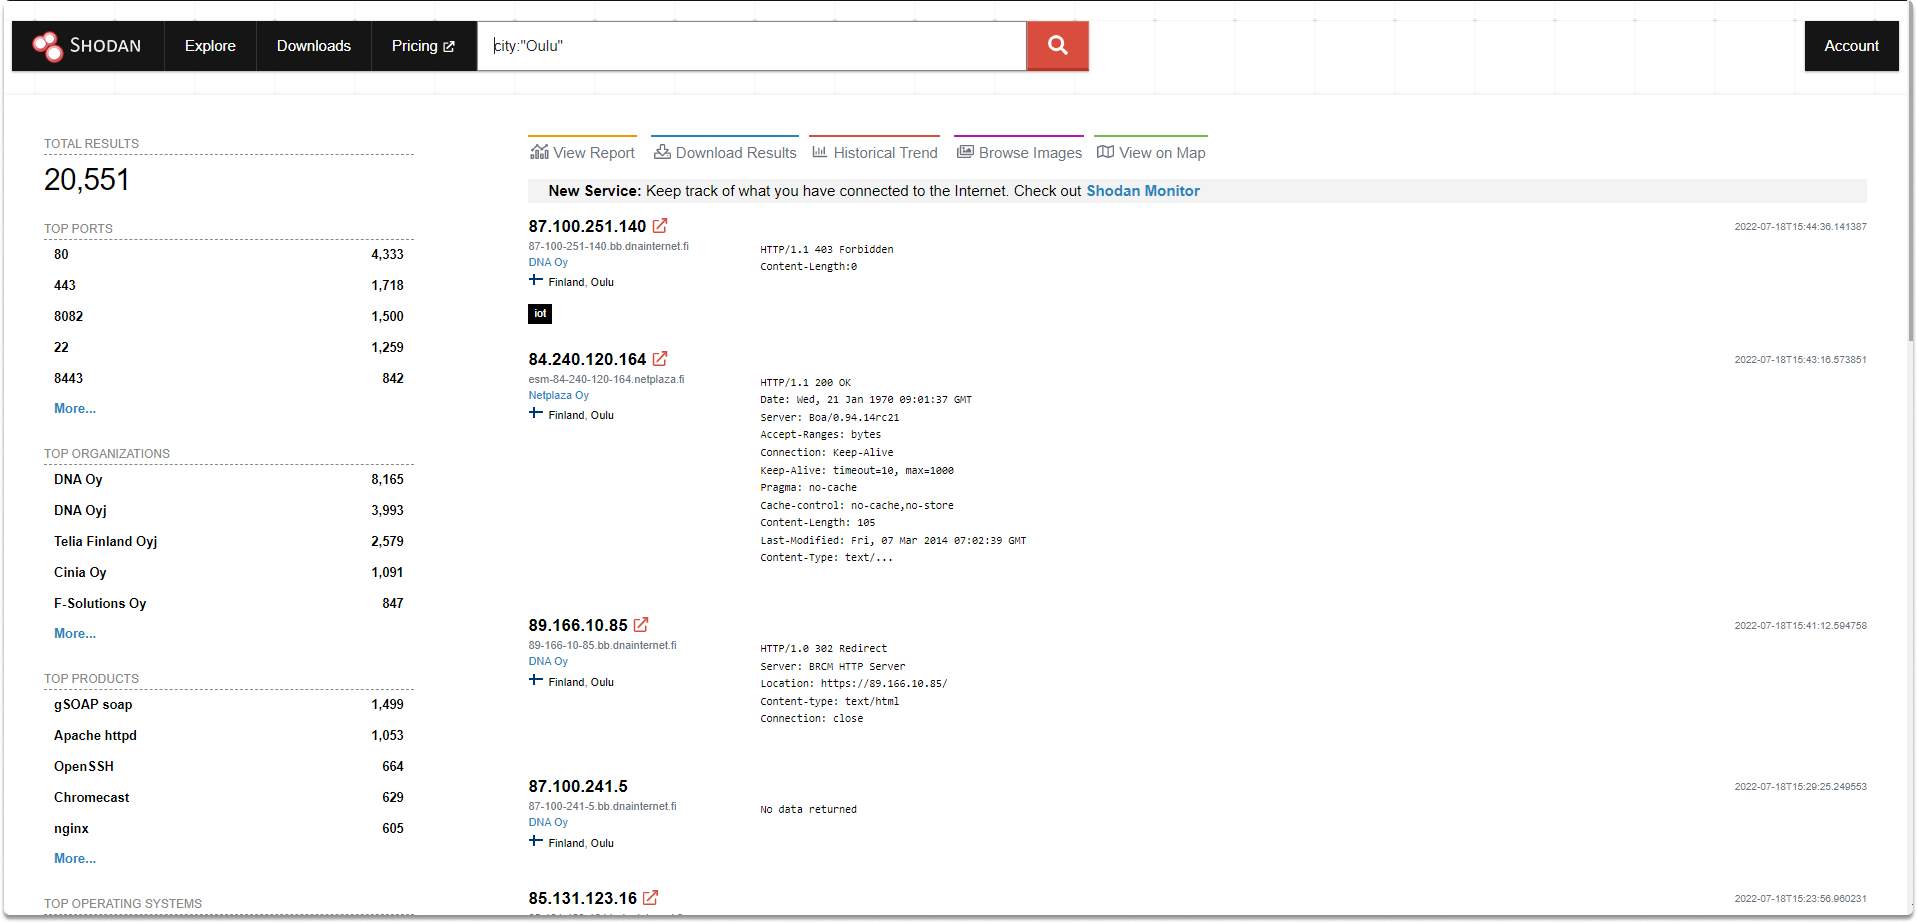 SHODAN Explore Downloads Pricing city:"Oulu" Account
TOTAL RESULTS
20,551
TOP PORTS
80 4,333
443 1,718
8082 1,500
22 1,259
8443 842
More...
TOP ORGANIZATIONS
DNA Oy 8,165
DNA Oyj 3,993
Telia Finland Oyj 2,579
Cinia Oy 1,091
F-Solutions Oy 847
More...
TOP PRODUCTS
gSOAP soap 1,499
Apache httpd 1,053
OpenSSH 664
Chromecast 629
nginx 605
More...
TOP OPERATING SYSTEMS
View Report Download Results Historical Trend Browse Images View on Map
New Service: Keep track of what you have connected to the Internet. Check out Shodan Monitor
87.100.251.140 2022-07-18T15:44:36.141387
87-100-251-140.bb.dnainternet.fi
DNA Oy
Finland, Oulu
iot
HTTP/1.1 403 Forbidden
Content-Length:0
84.240.120.164 2022-07-18T15:43:16.573851
esm-84-240-120-164.netplaza.fi
Netplaza Oy
Finland, Oulu
HTTP/1.1 200 OK
Date: Wed, 21 Jan 1970 09:01:37 GMT
Server: Boa/0.94.14rc21
Accept-Ranges: bytes
Connection: Keep-Alive
Keep-Alive: timeout=10, max=1000
Pragma: no-cache
Cache-control: no-cache,no-store
Content-Length: 105
Last-Modified: Fri, 07 Mar 2014 07:02:39 GMT
Content-Type: text/...
89.166.10.85 2022-07-18T15:41:12.594758
89-166-10-85.bb.dnainternet.fi
DNA Oy
Finland, Oulu
HTTP/1.0 302 Redirect
Server: BRCM HTTP Server
Location: https://89.166.10.85/
Content-type: text/html
Connection: close
87.100.241.5 2022-07-18T15:29:25.249553
87-100-241-5.bb.dnainternet.fi
DNA Oy
Finland, Oulu
No data returned
85.131.123.16 2022-07-18T15:23:56.960231